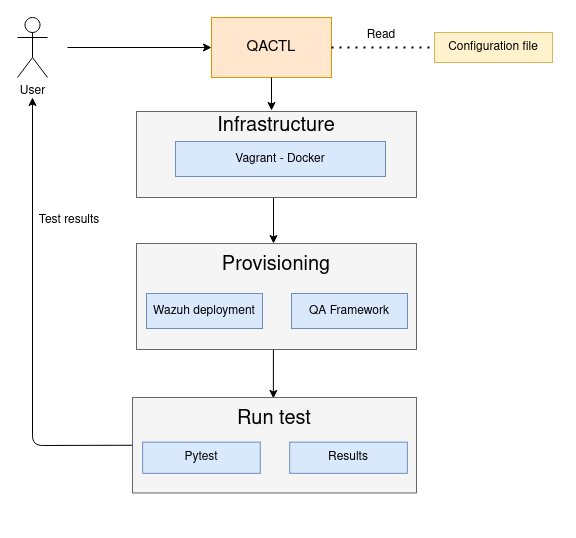 QACTL
Read
Configuration file
User
Infrastructure
Vagrant - Docker
Test results
Provisioning
Wazuh deployment
QA Framework
Run test
Pytest
Results